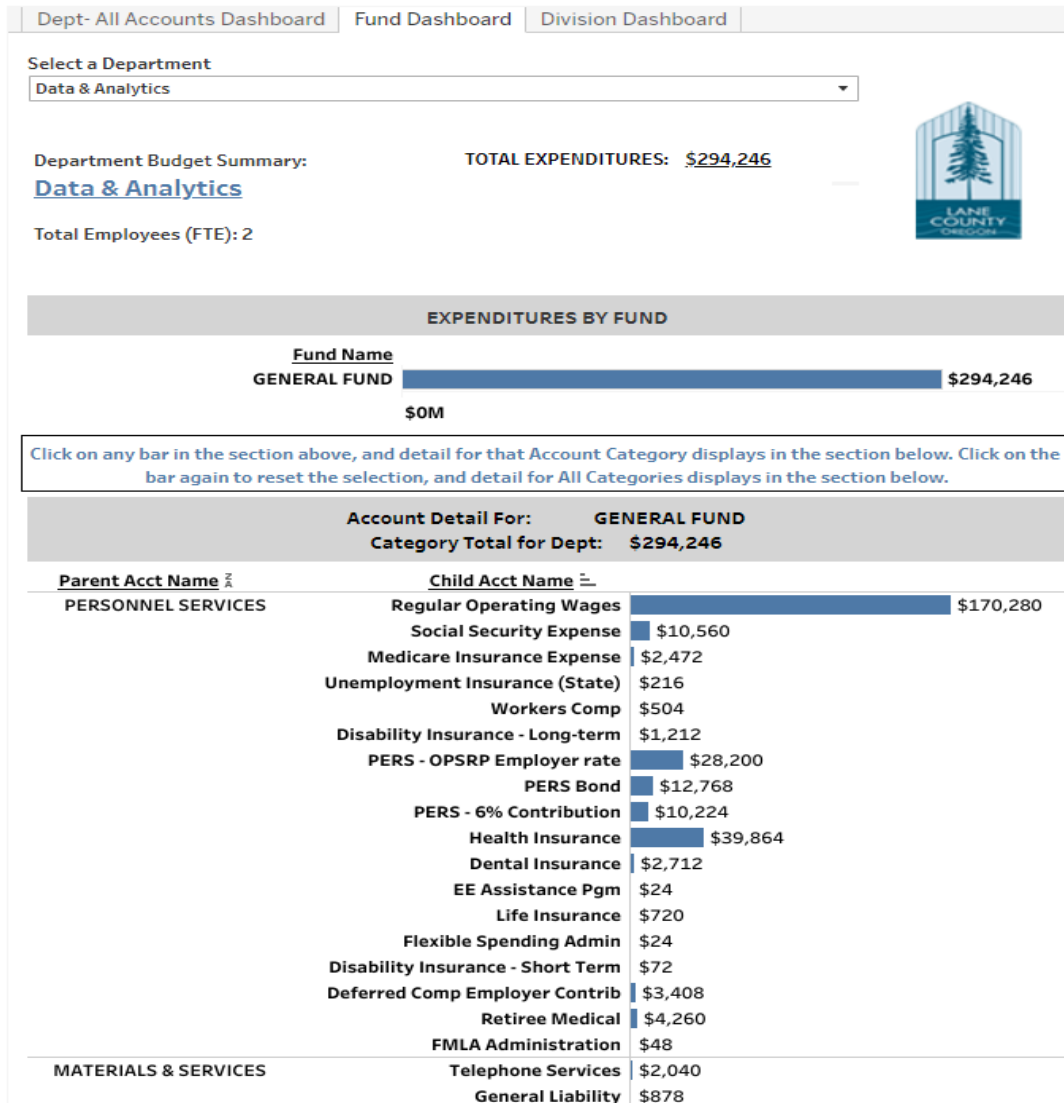 Dept- All Accounts Dashboard Fund Dashboard Division Dashboard
Select a Department
Data & Analytics
Department Budget Summary: TOTAL EXPENDITURES: $294,246
Data & Analytics
Total Employees (FTE): 2
LANE
COUNTY
OREGON
EXPENDITURES BY FUND
Fund Name
GENERAL FUND $294,246
$0M
Click on any bar in the section above, and detail for that Account Category displays in the section below. Click on the
bar again to reset the selection, and detail for All Categories displays in the section below.
Account Detail For: GENERAL FUND
Category Total for Dept: $294,246
Parent Acct Name Child Acct Name
PERSONNEL SERVICES Regular Operating Wages $170,280
Social Security Expense $10,560
Medicare Insurance Expense $2,472
Unemployment Insurance (State) $216
Workers Comp $504
Disability Insurance - Long-term $1,212
PERS - OPSRP Employer rate $28,200
PERS Bond $12,768
PERS - 6% Contribution $10,224
Health Insurance $39,864
Dental Insurance $2,712
EE Assistance Pgm $24
Life Insurance $720
Flexible Spending Admin $24
Disability Insurance - Short Term $72
Deferred Comp Employer Contrib $3,408
Retiree Medical $4,260
FMLA Administration $48
MATERIALS & SERVICES Telephone Services $2,040
General Liability $878